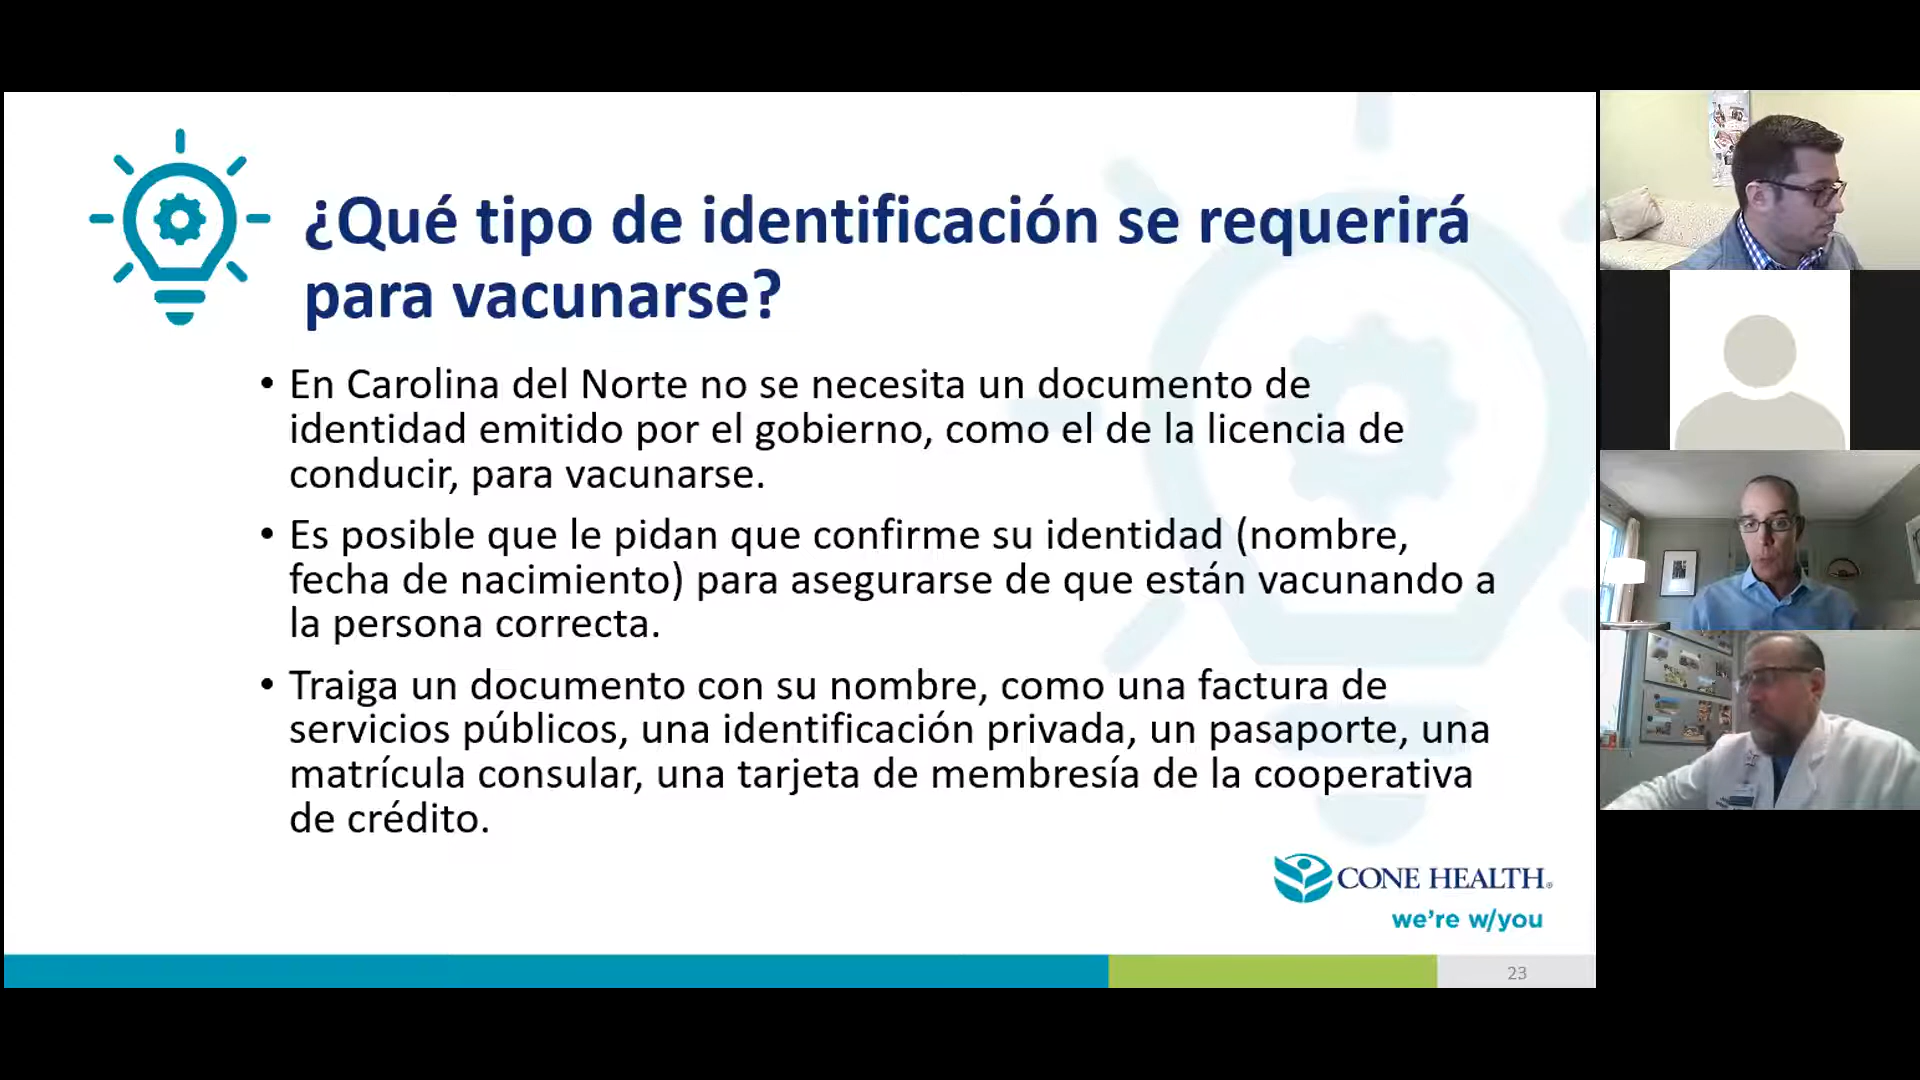 ¿Qué tipo de identificación se requerirá
para vacunarse?
• En Carolina del Norte no se necesita un documento de
identidad emitido por el gobierno, como el de la licencia de
conducir, para vacunarse.
• Es posible que le pidan que confirme su identidad (nombre,
fecha de nacimiento) para asegurarse de que están vacunando a
la persona correcta.
• Traiga un documento con su nombre, como una factura de
servicios públicos, una identificación privada, un pasaporte, una
matrícula consular, una tarjeta de membresía de la cooperativa
de crédito.
CONE HEALTH®
we're w/you
23